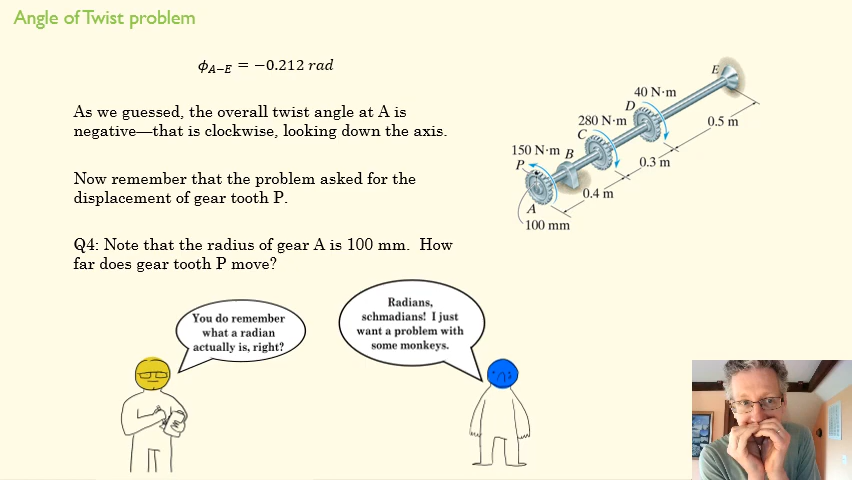 Angle of Twist problem
ϕA−E = −0.212 rad
As we guessed, the overall twist angle at A is
negative—that is clockwise, looking down the axis.
Now remember that the problem asked for the
displacement of gear tooth P.
Q4: Note that the radius of gear A is 100 mm.  How
far does gear tooth P move?
E
40 N·m
D
280 N·m
C
0.5 m
150 N·m
B
P
0.3 m
0.4 m
A
100 mm
You do remember
what a radian
actually is, right?
Radians,
schmadians!  I just
want a problem with
some monkeys.